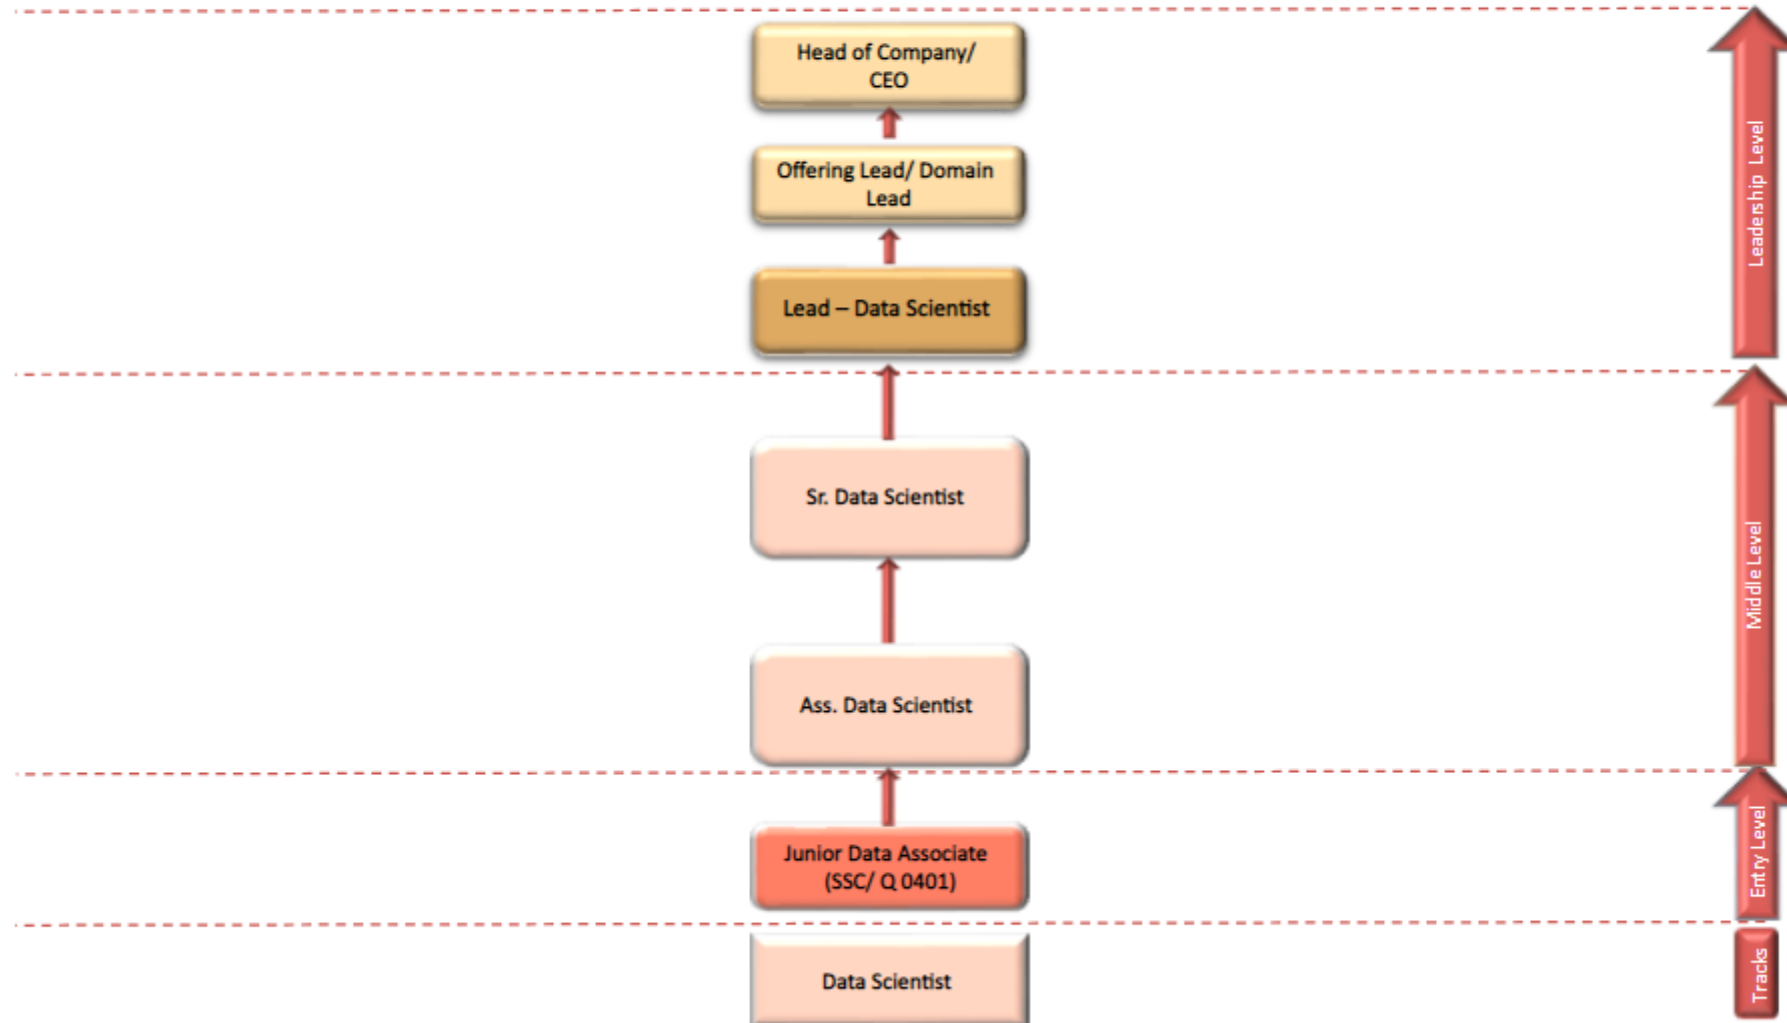 Head of Company/
CEO
Offering Lead/ Domain
Lead
Lead – Data Scientist
Leadership Level
Sr. Data Scientist
Ass. Data Scientist
Middle Level
Junior Data Associate
(SSC/ Q 0401)
Entry Level
Data Scientist
Tracks